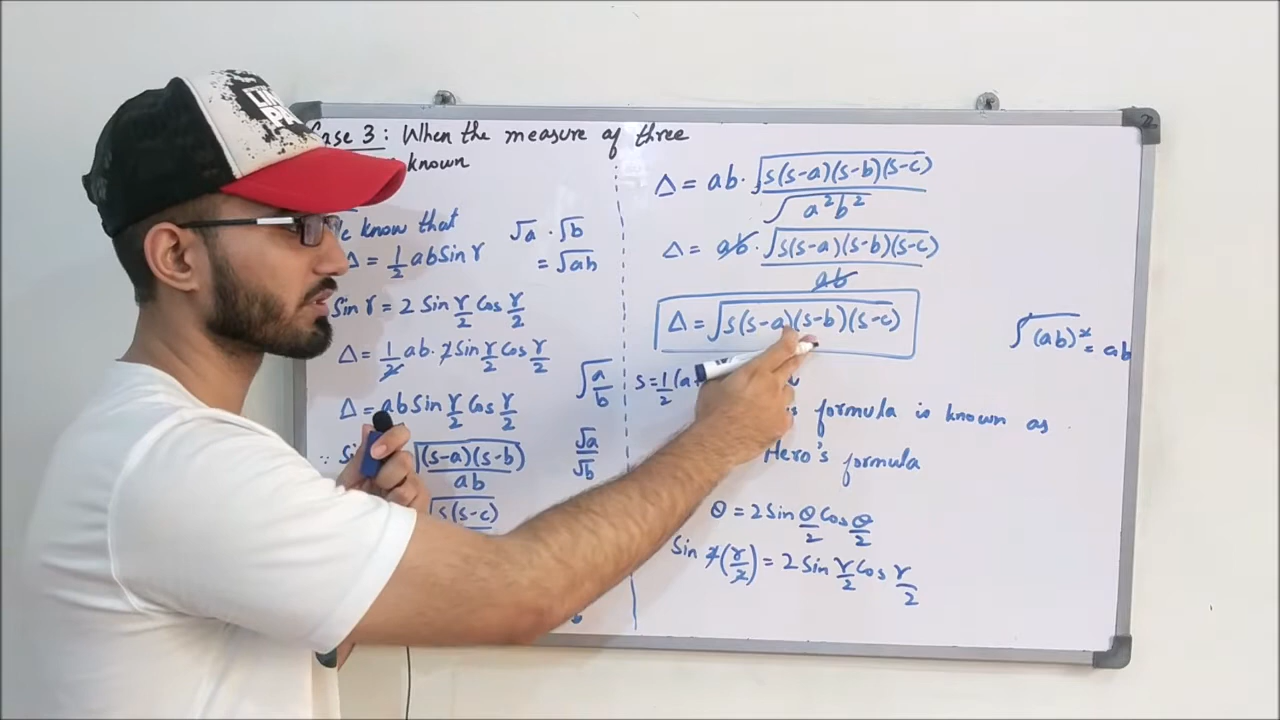 Case 3: When the measure of three
known
We know that
Δ = 1/2 ab Sin γ
√a · √b
= √ab
Sin γ = 2 Sin γ/2 Cos γ/2
Δ = 1/2 ab · 2 Sin γ/2 Cos γ/2
√(a/b)
Δ = ab Sin γ/2 Cos γ/2
√a/√b
∵ Si √((s-a)(s-b)/ab)
√(s(s-c)
Δ = ab · √(s(s-a)(s-b)(s-c))/√(a²b²)
Δ = ab · √(s(s-a)(s-b)(s-c))/ab
Δ = √(s(s-a)(s-b)(s-c))
√(ab)² = ab
s = 1/2 (a
formula is known as
Hero's formula
θ = 2 Sin θ/2 Cos θ/2
Sin 2(γ/2) = 2 Sin γ/2 Cos γ/2